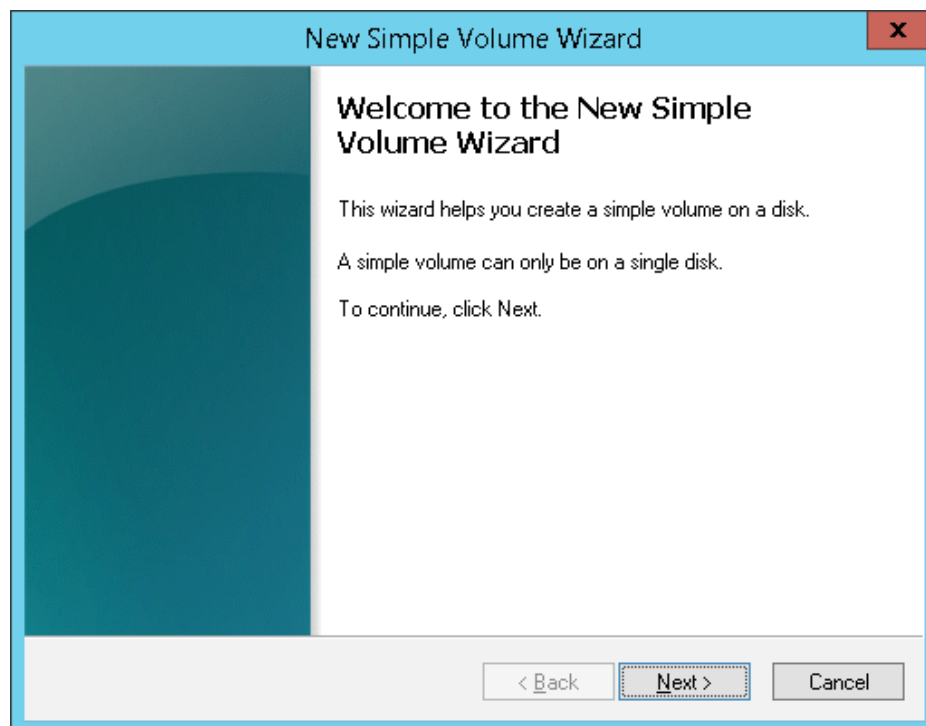 New Simple Volume Wizard
x
Welcome to the New Simple
Volume Wizard
This wizard helps you create a simple volume on a disk.
A simple volume can only be on a single disk.
To continue, click Next.
< Back
Next >
Cancel